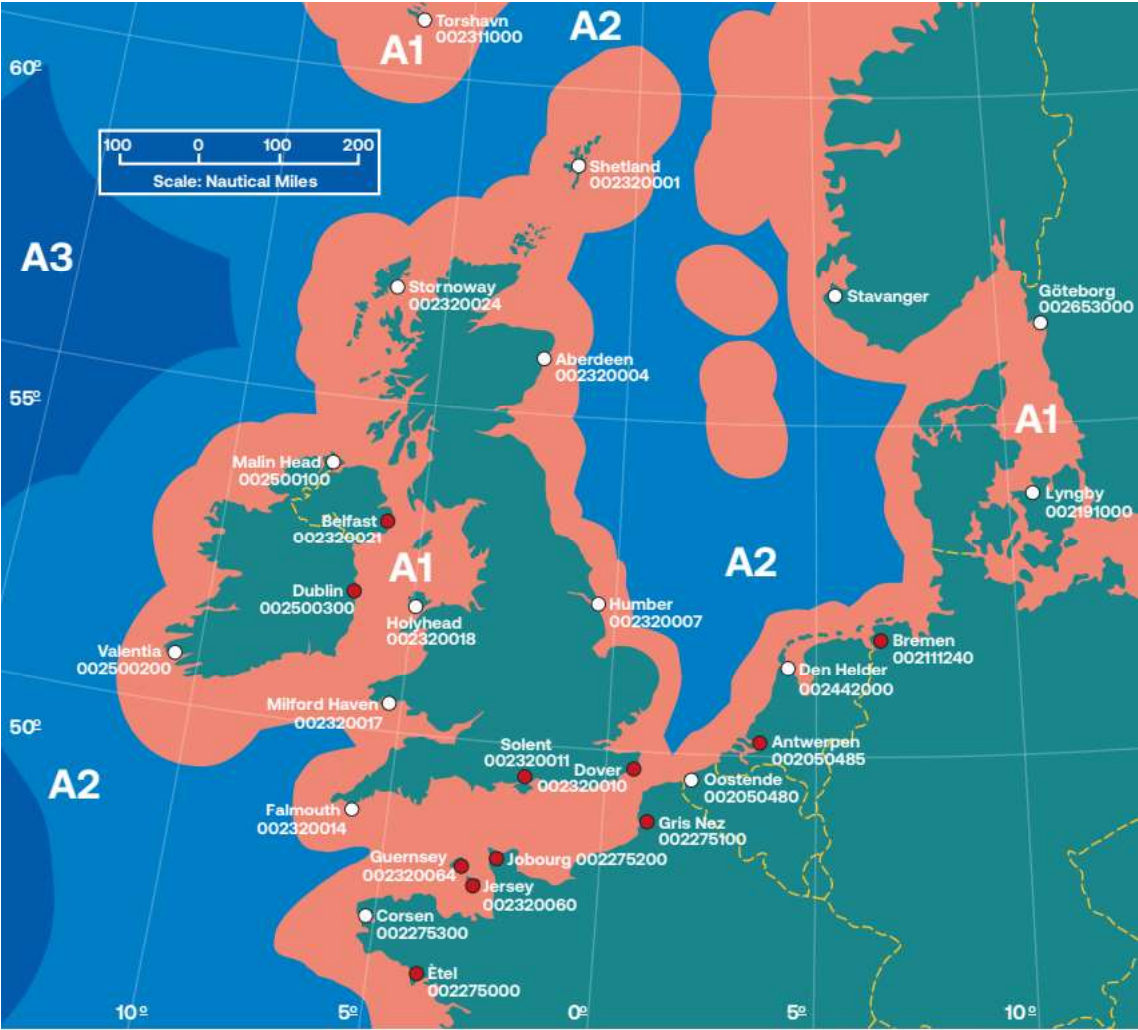 Torshavn
002311000
A2
A1
60º
100 0 100 200
Scale: Nautical Miles
Shetland
002320001
A3
Stornoway
002320024
Stavanger
Göteborg
002653000
Aberdeen
002320004
55º
A1
Malin Head
002500100
Lyngby
002191000
Belfast
002320021
A1
A2
Dublin
002500300
Holyhead
002320018
Humber
002320007
Valentia
002500200
Bremen
002111240
Den Helder
002442000
Milford Haven
002320017
50º
Solent
002320011
Dover
002320010
Antwerpen
002050485
Oostende
002050480
A2
Falmouth
002320014
Gris Nez
002275100
Guernsey
002320064
Jobourg 002275200
Jersey
002320060
Corsen
002275300
Ètel
002275000
10º 5º 0º 5º 10º